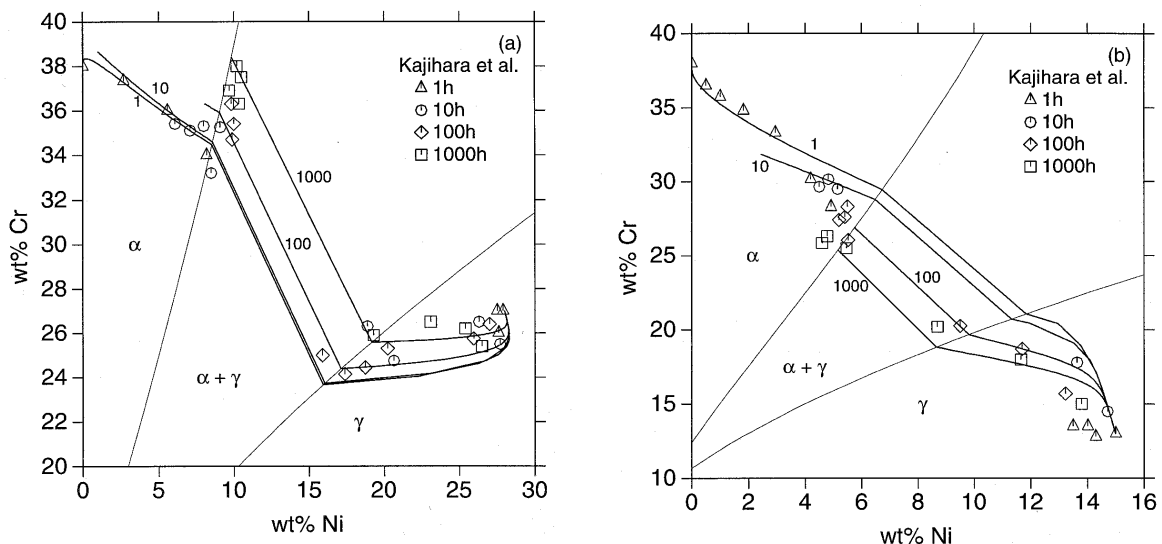 (a)
Kajihara et al.
1h
10h
100h
1000h
10
1
1000
100
α
α + γ
γ
40
38
36
34
32
30
28
26
24
22
20
0 5 10 15 20 25 30
wt% Cr
wt% Ni
(b)
Kajihara et al.
1h
10h
100h
1000h
1
10
100
1000
α
α + γ
γ
40
35
30
25
20
15
10
0 2 4 6 8 10 12 14 16
wt% Cr
wt% Ni